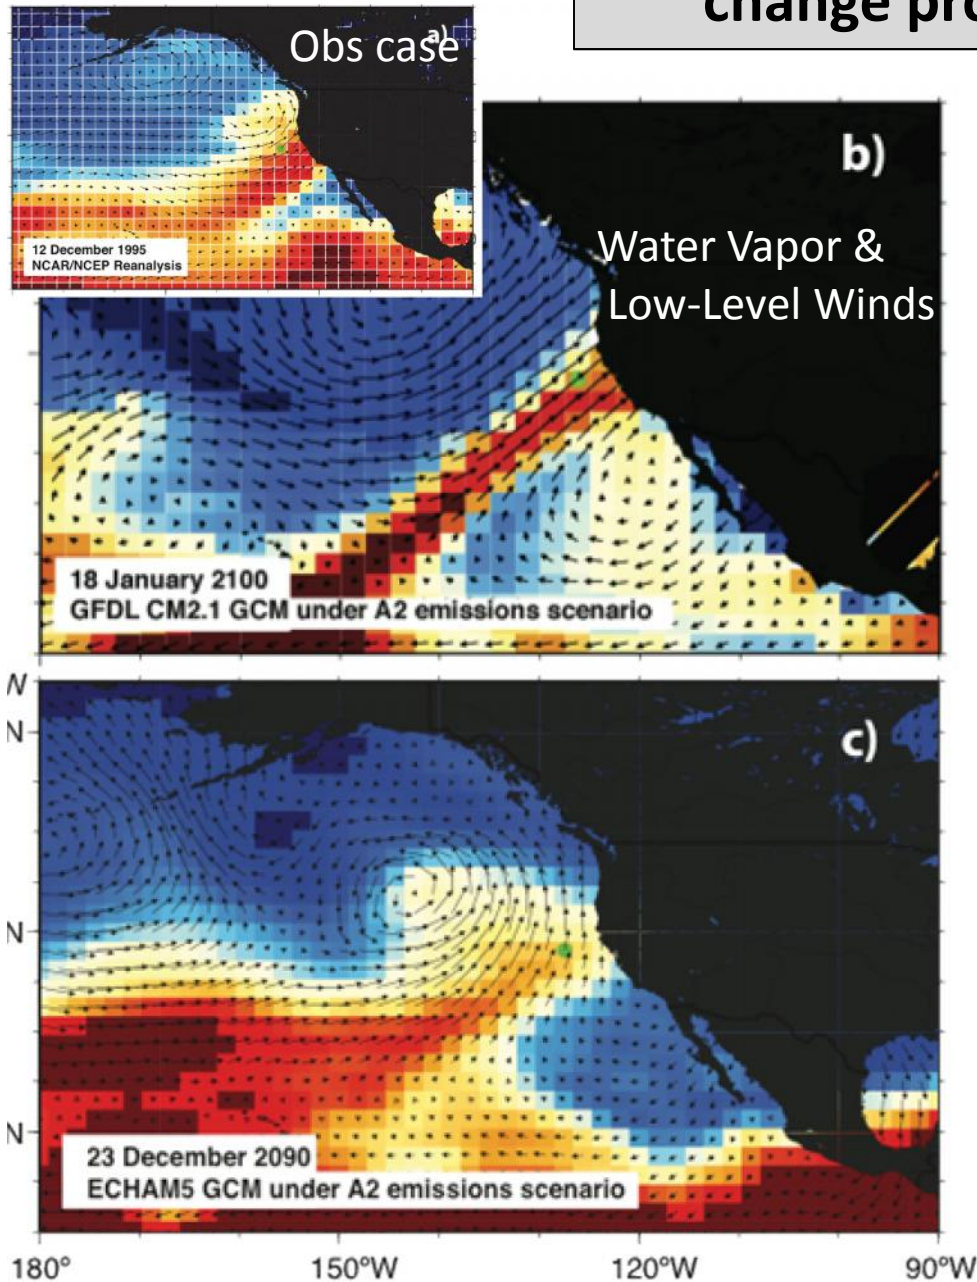 change pro
Obs case
a)
12 December 1995
NCAR/NCEP Reanalysis
b)
Water Vapor &
Low-Level Winds
18 January 2100
GFDL CM2.1 GCM under A2 emissions scenario
N
N
c)
N
N
23 December 2090
ECHAM5 GCM under A2 emissions scenario
180° 150°W 120°W 90°W